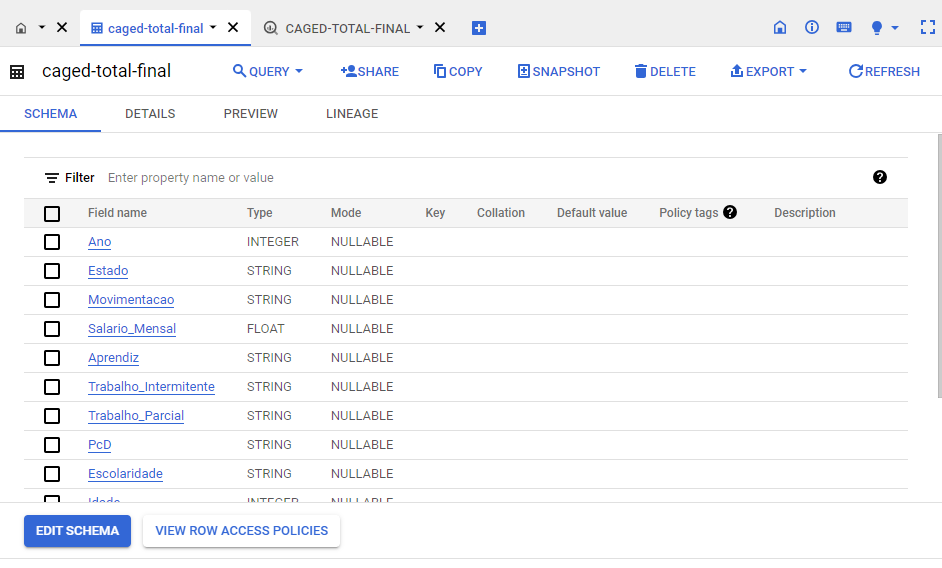 caged-total-final CAGED-TOTAL-FINAL
caged-total-final QUERY SHARE COPY SNAPSHOT DELETE EXPORT REFRESH
SCHEMA DETAILS PREVIEW LINEAGE
Filter Enter property name or value
Field name Type Mode Key Collation Default value Policy tags Description
Ano INTEGER NULLABLE
Estado STRING NULLABLE
Movimentacao STRING NULLABLE
Salario_Mensal FLOAT NULLABLE
Aprendiz STRING NULLABLE
Trabalho_Intermitente STRING NULLABLE
Trabalho_Parcial STRING NULLABLE
PcD STRING NULLABLE
Escolaridade STRING NULLABLE
Idade INTEGER NULLABLE
EDIT SCHEMA VIEW ROW ACCESS POLICIES